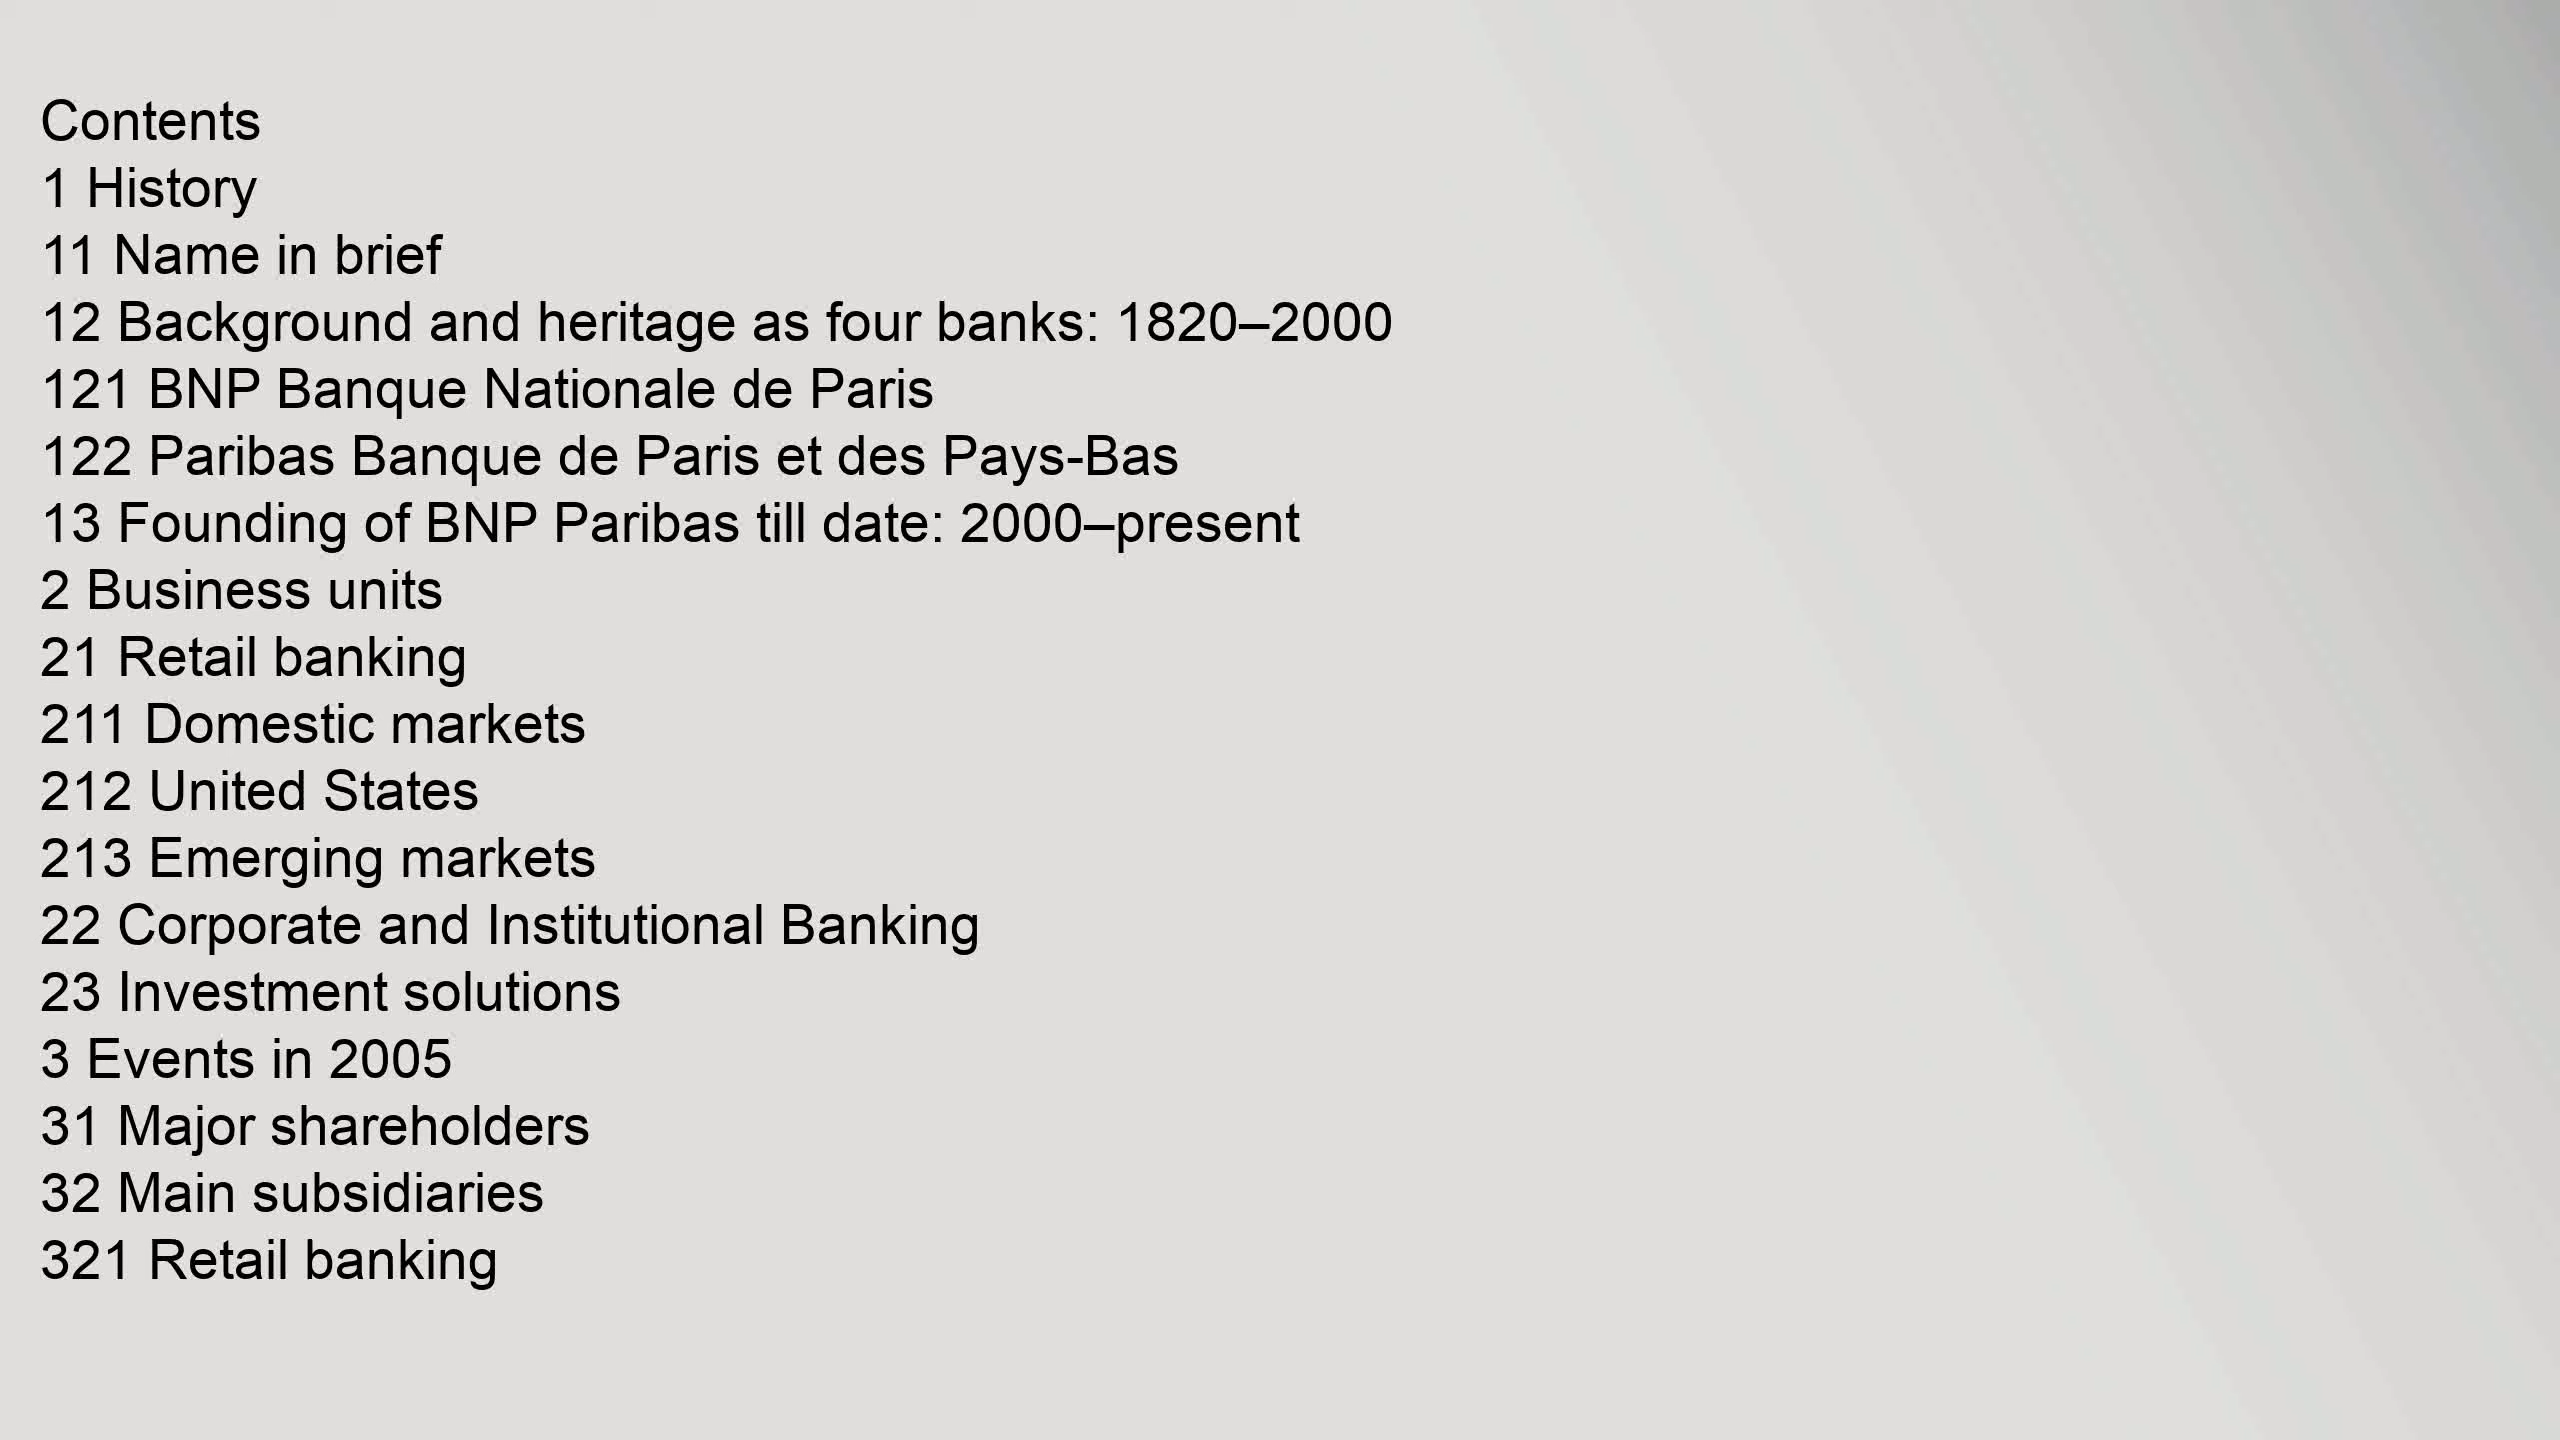 Contents
1 History
11 Name in brief
12 Background and heritage as four banks: 1820–2000
121 BNP Banque Nationale de Paris
122 Paribas Banque de Paris et des Pays-Bas
13 Founding of BNP Paribas till date: 2000–present
2 Business units
21 Retail banking
211 Domestic markets
212 United States
213 Emerging markets
22 Corporate and Institutional Banking
23 Investment solutions
3 Events in 2005
31 Major shareholders
32 Main subsidiaries
321 Retail banking